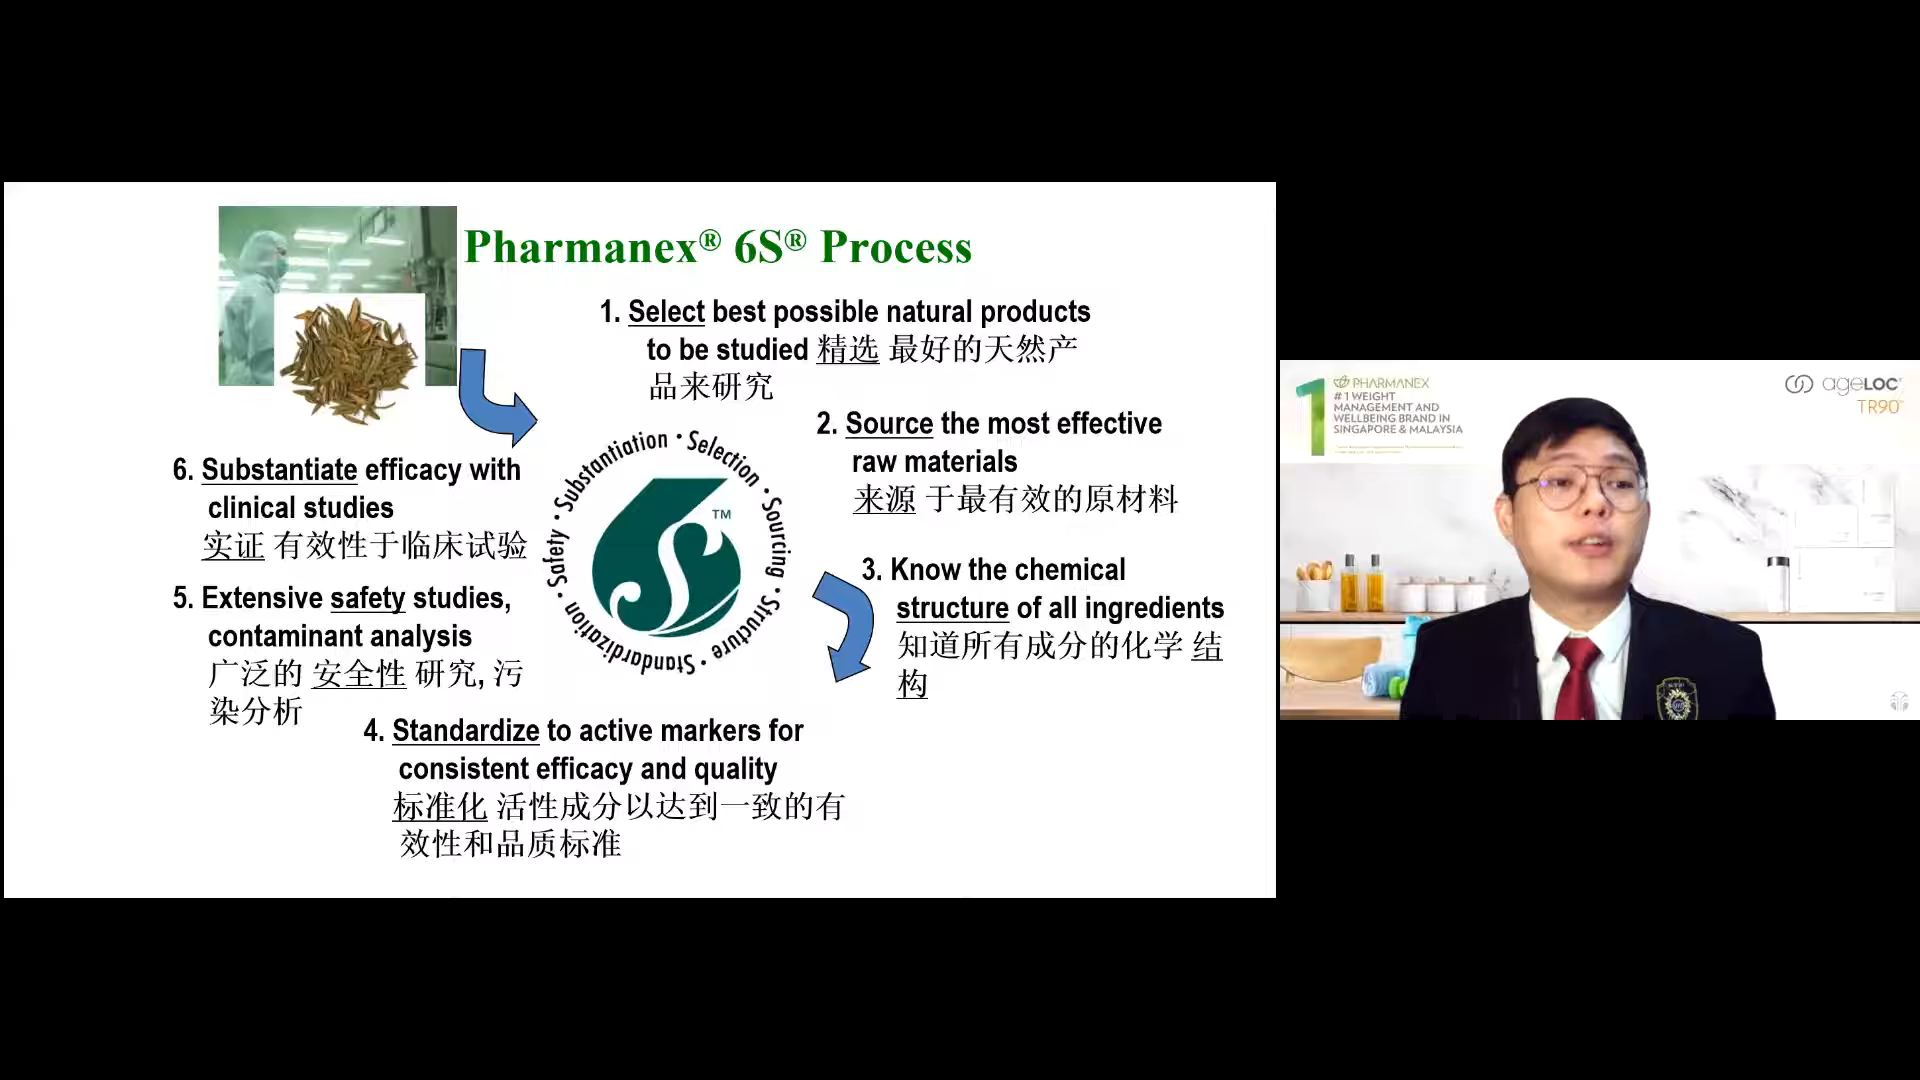 Pharmanex® 6S® Process
1. Select best possible natural products
to be studied 精选 最好的天然产
品来研究
2. Source the most effective
raw materials
来源 于最有效的原材料
3. Know the chemical
structure of all ingredients
知道所有成分的化学 结
构
4. Standardize to active markers for
consistent efficacy and quality
标准化 活性成分以达到一致的有
效性和品质标准
5. Extensive safety studies,
contaminant analysis
广泛的 安全性 研究, 污
染分析
6. Substantiate efficacy with
clinical studies
实证 有效性于临床试验
• Selection • Sourcing • Structure • Standardization • Safety • Substantiation
6S TM
1
PHARMANEX
#1 WEIGHT
MANAGEMENT AND
WELLBEING BRAND IN
SINGAPORE & MALAYSIA
ageLOC
TR90